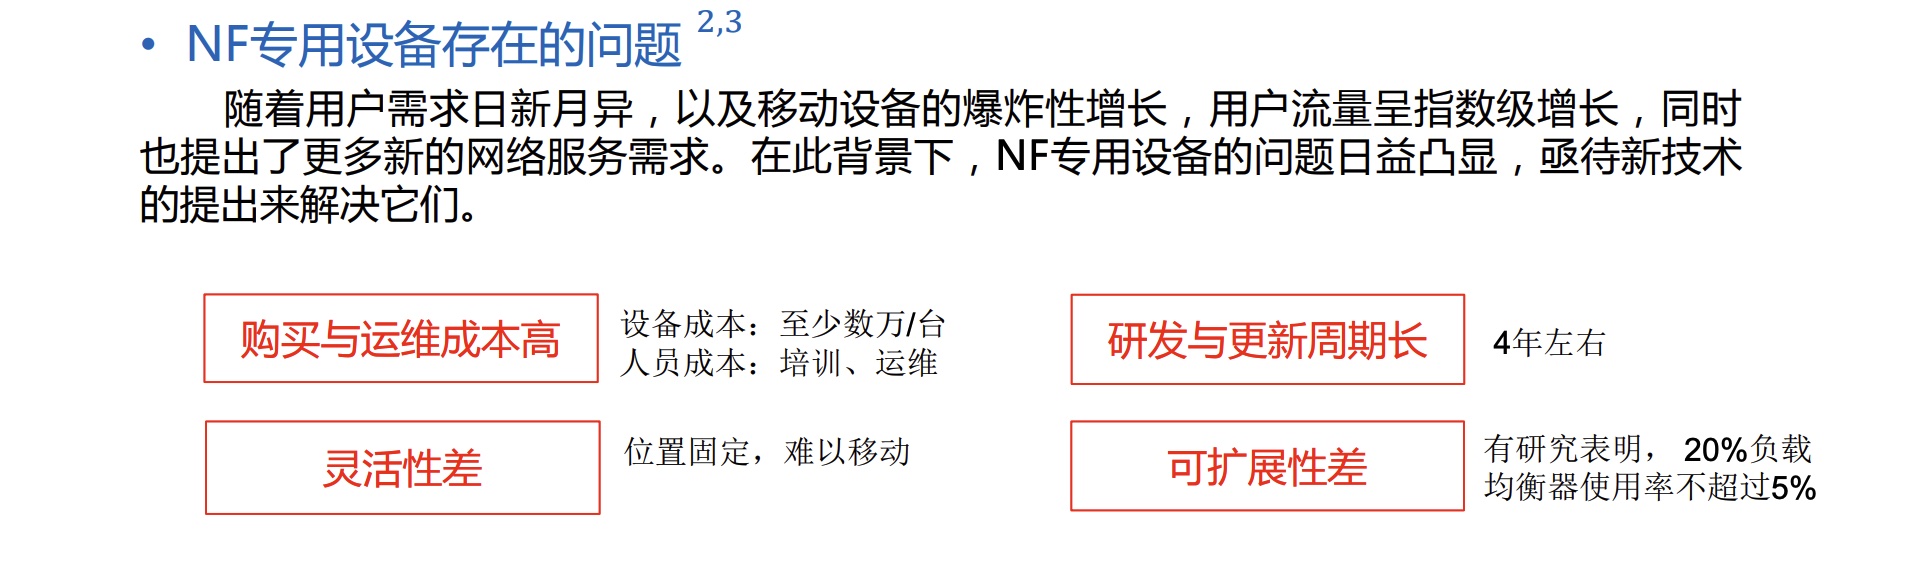 • NF专用设备存在的问题 2,3
随着用户需求日新月异，以及移动设备的爆炸性增长，用户流量呈指数级增长，同时
也提出了更多新的网络服务需求。在此背景下，NF专用设备的问题日益凸显，亟待新技术
的提出来解决它们。
购买与运维成本高
设备成本：至少数万/台
人员成本：培训、运维
研发与更新周期长
4年左右
灵活性差
位置固定，难以移动
可扩展性差
有研究表明， 20%负载
均衡器使用率不超过5%